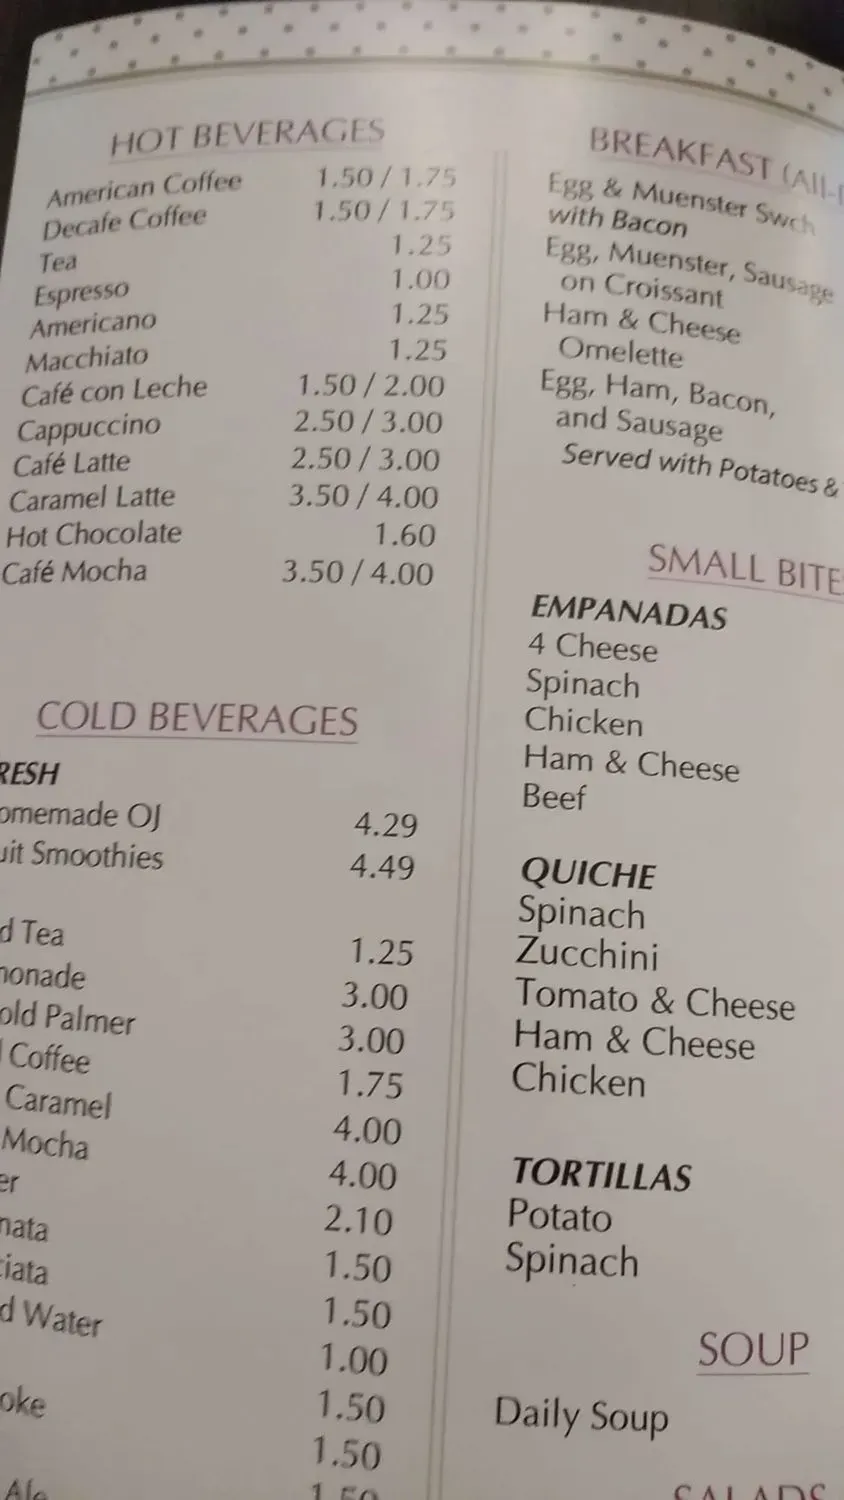 HOT BEVERAGES
American Coffee 1.50 / 1.75
Decafe Coffee 1.50 / 1.75
Tea 1.25
Espresso 1.00
Americano 1.25
Macchiato 1.25
Café con Leche 1.50 / 2.00
Cappuccino 2.50 / 3.00
Café Latte 2.50 / 3.00
Caramel Latte 3.50 / 4.00
Hot Chocolate 1.60
Café Mocha 3.50 / 4.00
COLD BEVERAGES
RESH
omemade OJ 4.29
uit Smoothies 4.49
d Tea 1.25
monade 3.00
old Palmer 3.00
Coffee 1.75
Caramel 4.00
Mocha 4.00
er 2.10
nata 1.50
iata 1.50
d Water 1.00
oke 1.50
1.50
Ale 1.50
BREAKFAST (All-
Egg & Muenster Swch
with Bacon
Egg, Muenster, Sausage
on Croissant
Ham & Cheese
Omelette
Egg, Ham, Bacon,
and Sausage
Served with Potatoes &
SMALL BITE
EMPANADAS
4 Cheese
Spinach
Chicken
Ham & Cheese
Beef
QUICHE
Spinach
Zucchini
Tomato & Cheese
Ham & Cheese
Chicken
TORTILLAS
Potato
Spinach
SOUP
Daily Soup
SALADS